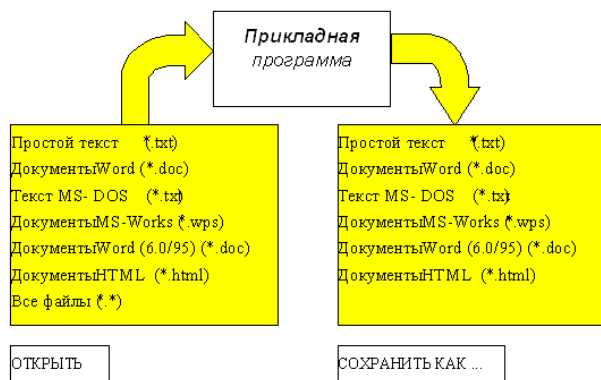 Прикладная
программа
Простой текст (*.txt)
ДокументыWord (*.doc)
Текст MS- DOS (*.txt)
ДокументыMS-Works (*.wps)
ДокументыWord (6.0/95) (*.doc)
ДокументыHTML (*.html)
Все файлы (*.*)
ОТКРЫТЬ
Простой текст (*.txt)
ДокументыWord (*.doc)
Текст MS- DOS (*.txt)
ДокументыMS-Works (*.wps)
ДокументыWord (6.0/95) (*.doc)
ДокументыHTML (*.html)
СОХРАНИТЬ КАК ...